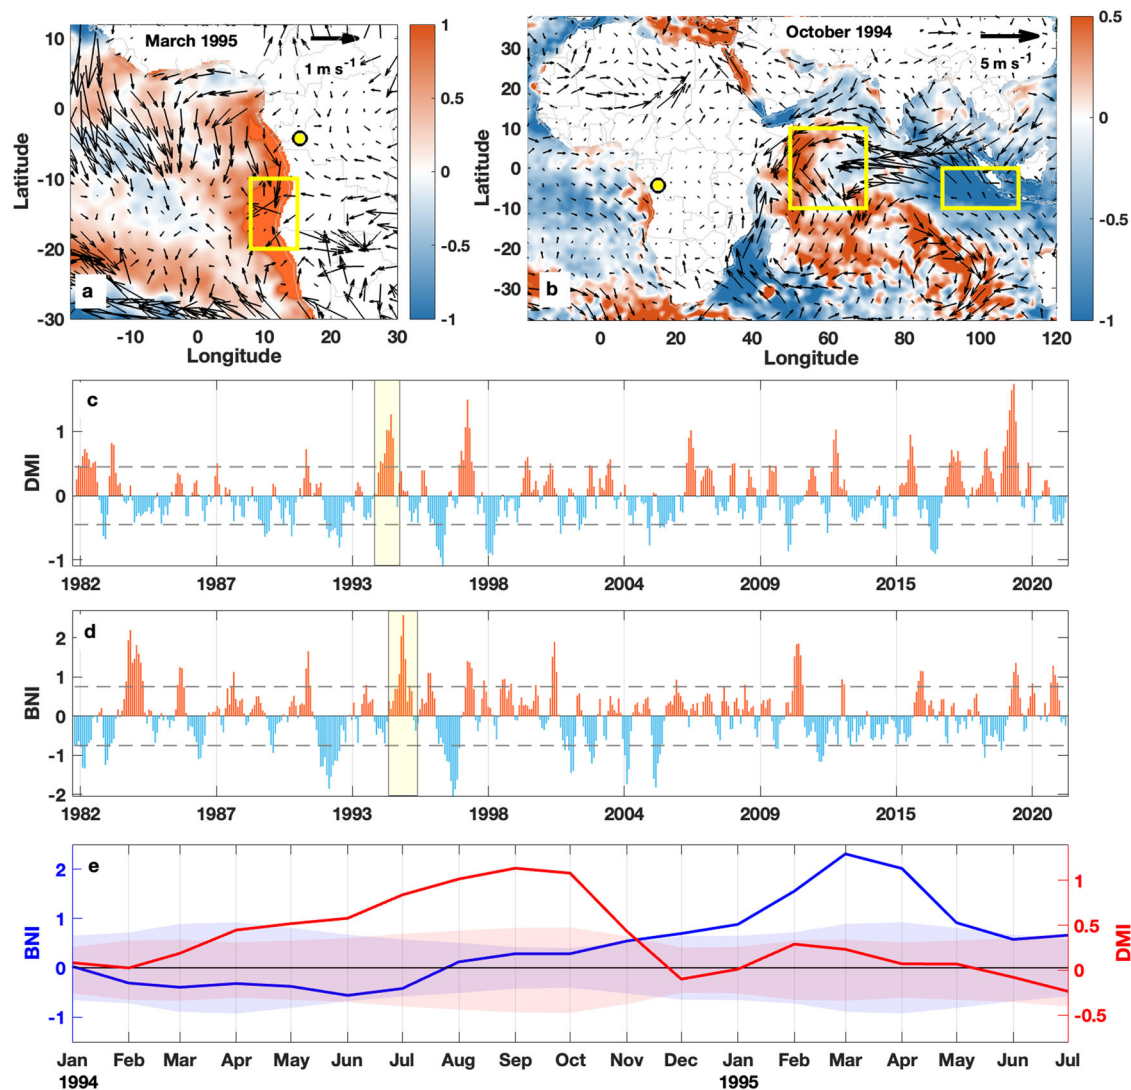 March 1995
1 m s⁻¹
a
10
0
-10
-20
-30
Latitude
-10
0
10
20
30
Longitude
1
0.5
0
-0.5
-1
October 1994
5 m s⁻¹
b
30
20
10
0
-10
-20
-30
Latitude
0
20
40
60
80
100
120
Longitude
0.5
0
-0.5
-1
c
DMI
1
0
-1
1982 1987 1993 1998 2004 2009 2015 2020
d
BNI
2
1
0
-1
-2
1982 1987 1993 1998 2004 2009 2015 2020
e
BNI
2
1
0
-1
DMI
1
0.5
0
-0.5
Jan Feb Mar Apr May Jun Jul Aug Sep Oct Nov Dec Jan Feb Mar Apr May Jun Jul
1994 1995